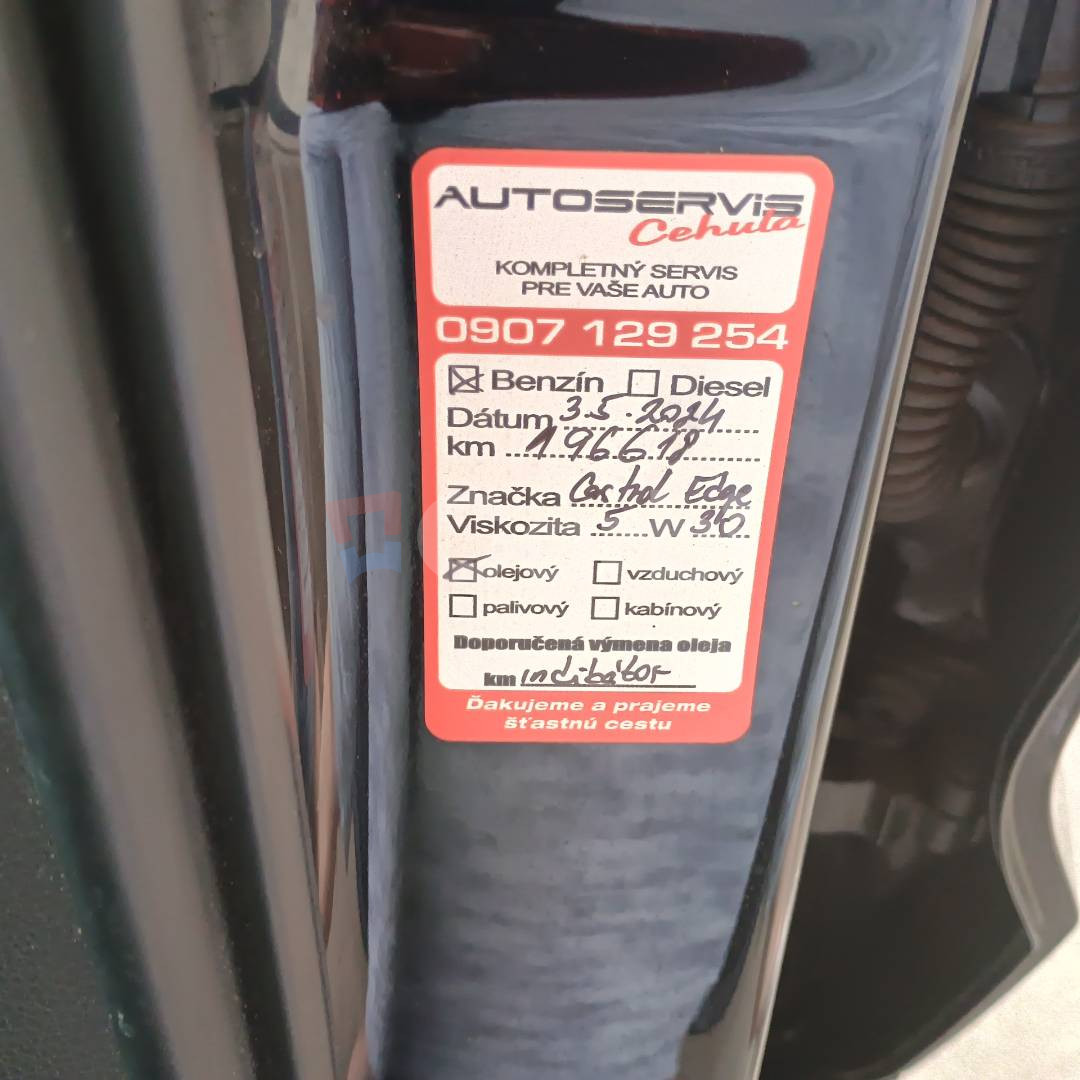 AUTOSERViS
Cehula
KOMPLETNÝ SERVIS
PRE VAŠE AUTO
0907 129 254
Benzín Diesel
Dátum 3.5.2024
km 196618
Značka Castrol Edge
Viskozita 5 W 30
olejový vzduchový
palivový kabínový
Doporučená výmena oleja
km indikátor
Ďakujeme a prajeme
šťastnú cestu